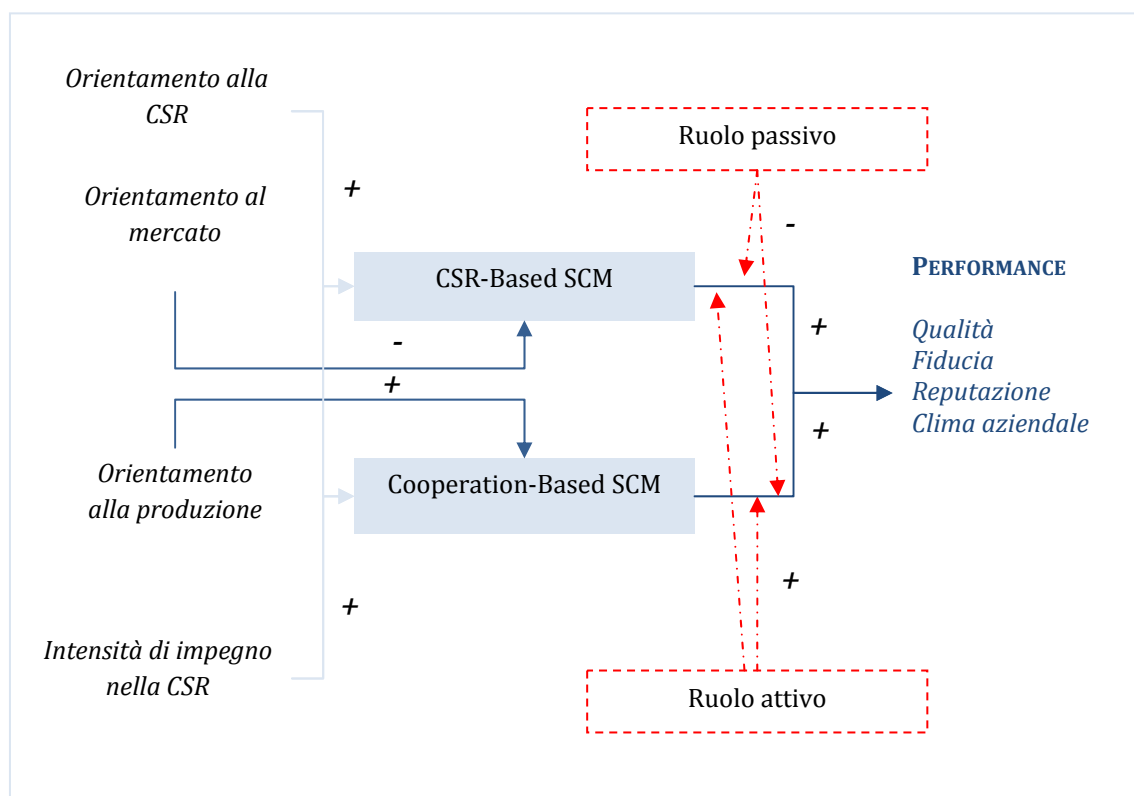 Orientamento alla
CSR
Ruolo passivo
Orientamento al
mercato
+
-
CSR-Based SCM
PERFORMANCE
+
-
+
Qualità
Fiducia
Reputazione
Clima aziendale
+
Orientamento
alla produzione
Cooperation-Based SCM
+
+
Intensità di impegno
nella CSR
Ruolo attivo